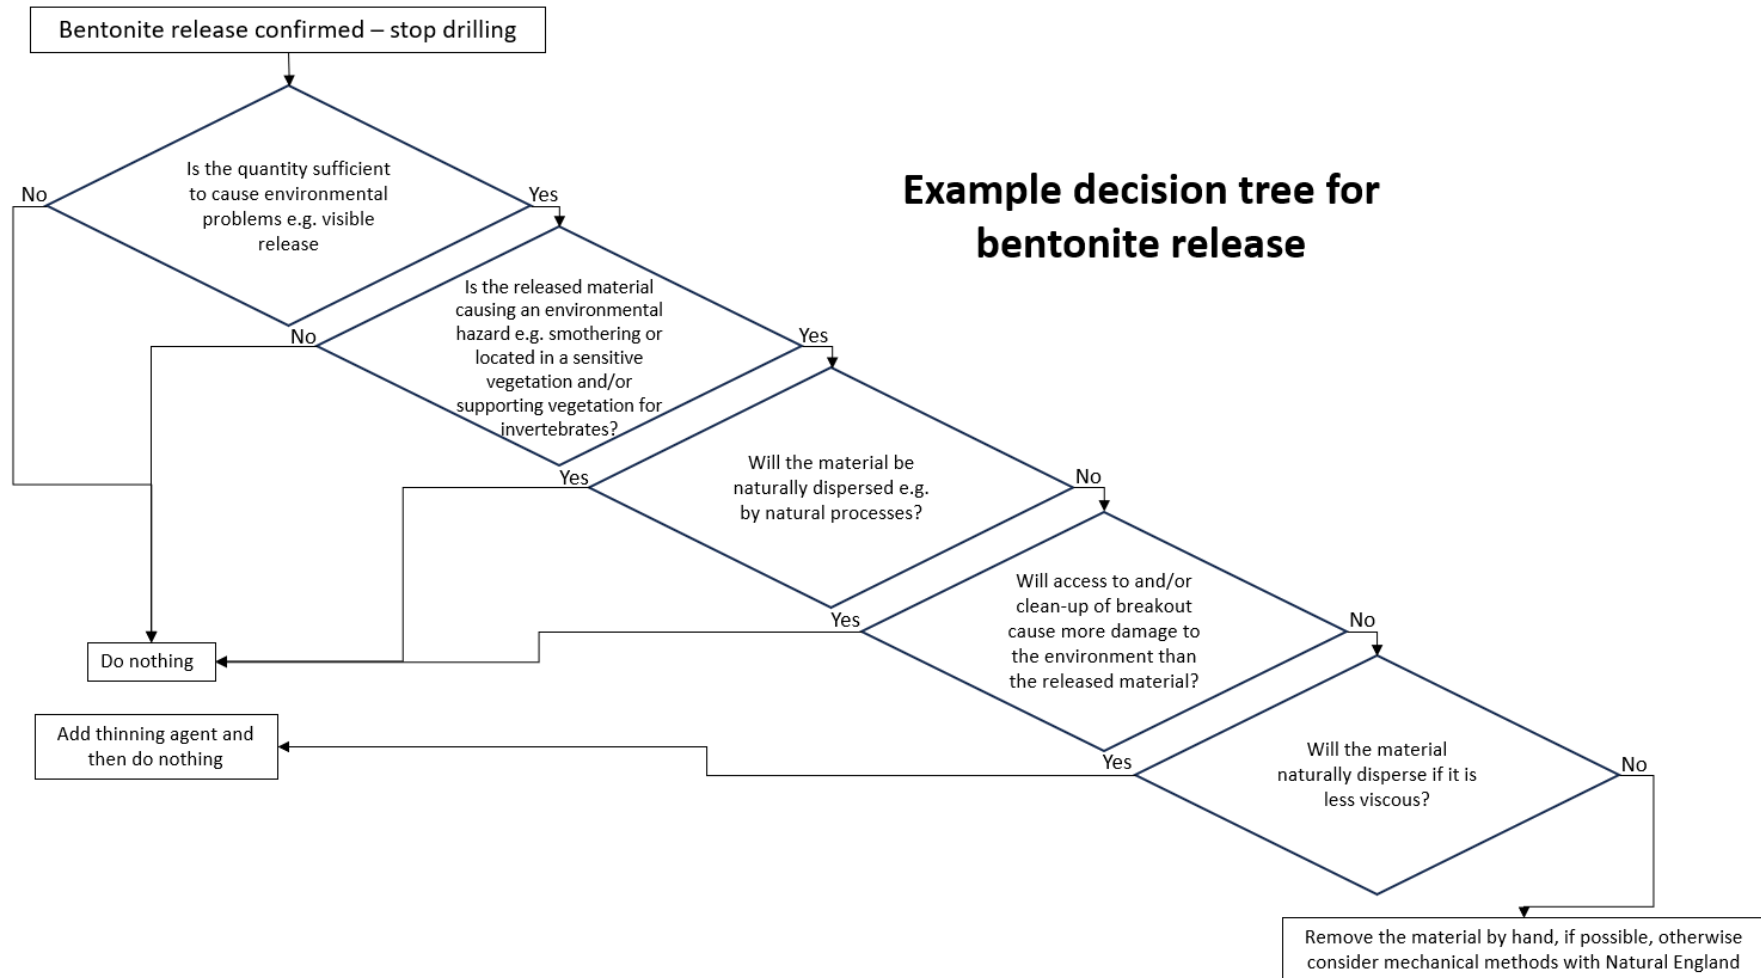 Bentonite release confirmed – stop drilling
Is the quantity sufficient
to cause environmental
problems e.g. visible
release
No
Yes
Example decision tree for
bentonite release
Is the released material
causing an environmental
hazard e.g. smothering or
located in a sensitive
vegetation and/or
supporting vegetation for
invertebrates?
No
Yes
Will the material be
naturally dispersed e.g.
by natural processes?
Yes
No
Will access to and/or
clean-up of breakout
cause more damage to
the environment than
the released material?
Yes
No
Do nothing
Add thinning agent and
then do nothing
Will the material
naturally disperse if it is
less viscous?
Yes
No
Remove the material by hand, if possible, otherwise
consider mechanical methods with Natural England